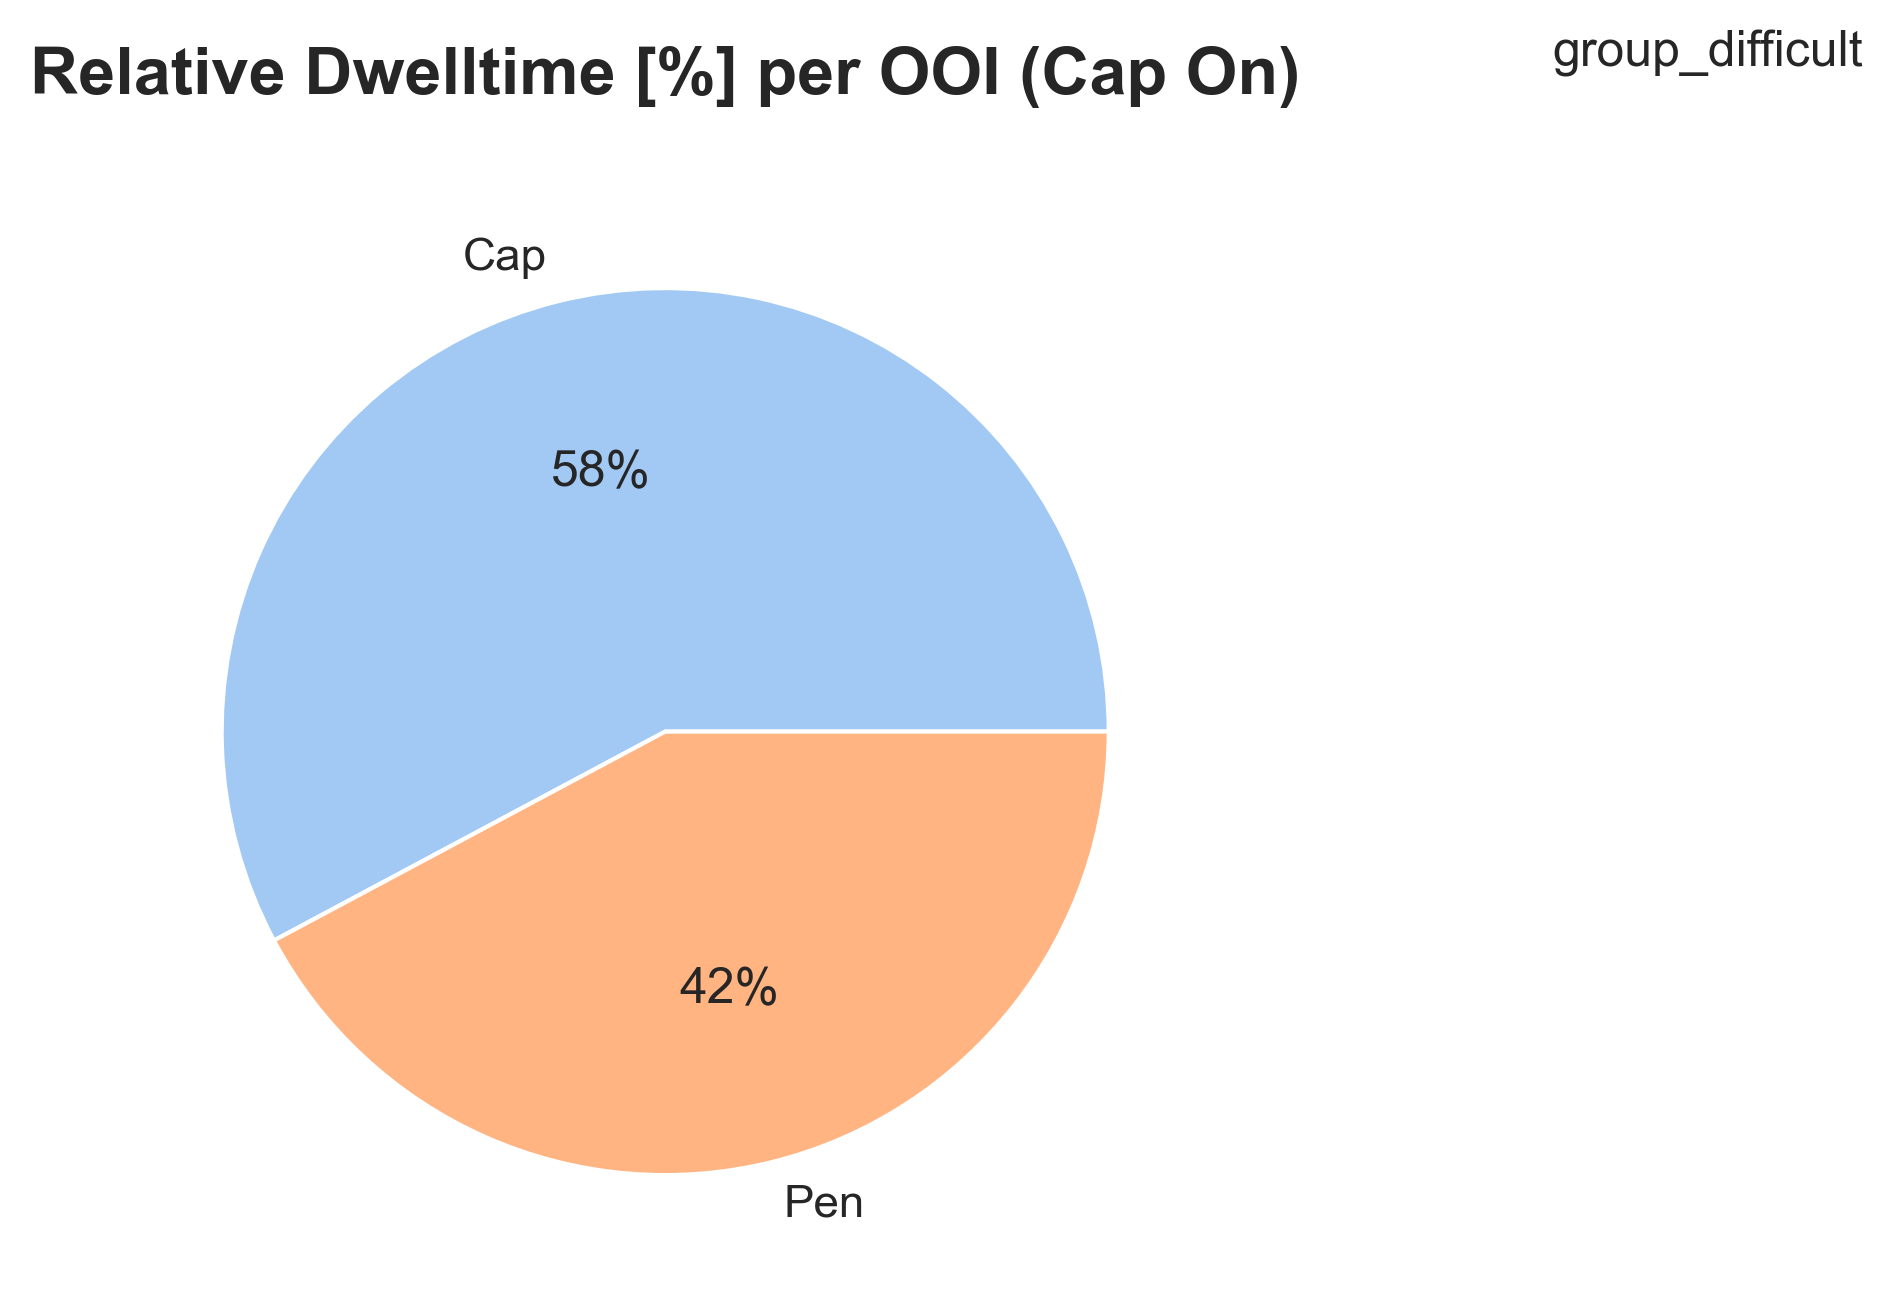 Relative Dwelltime [%] per OOI (Cap On)
group_difficult
Cap
58%
42%
Pen